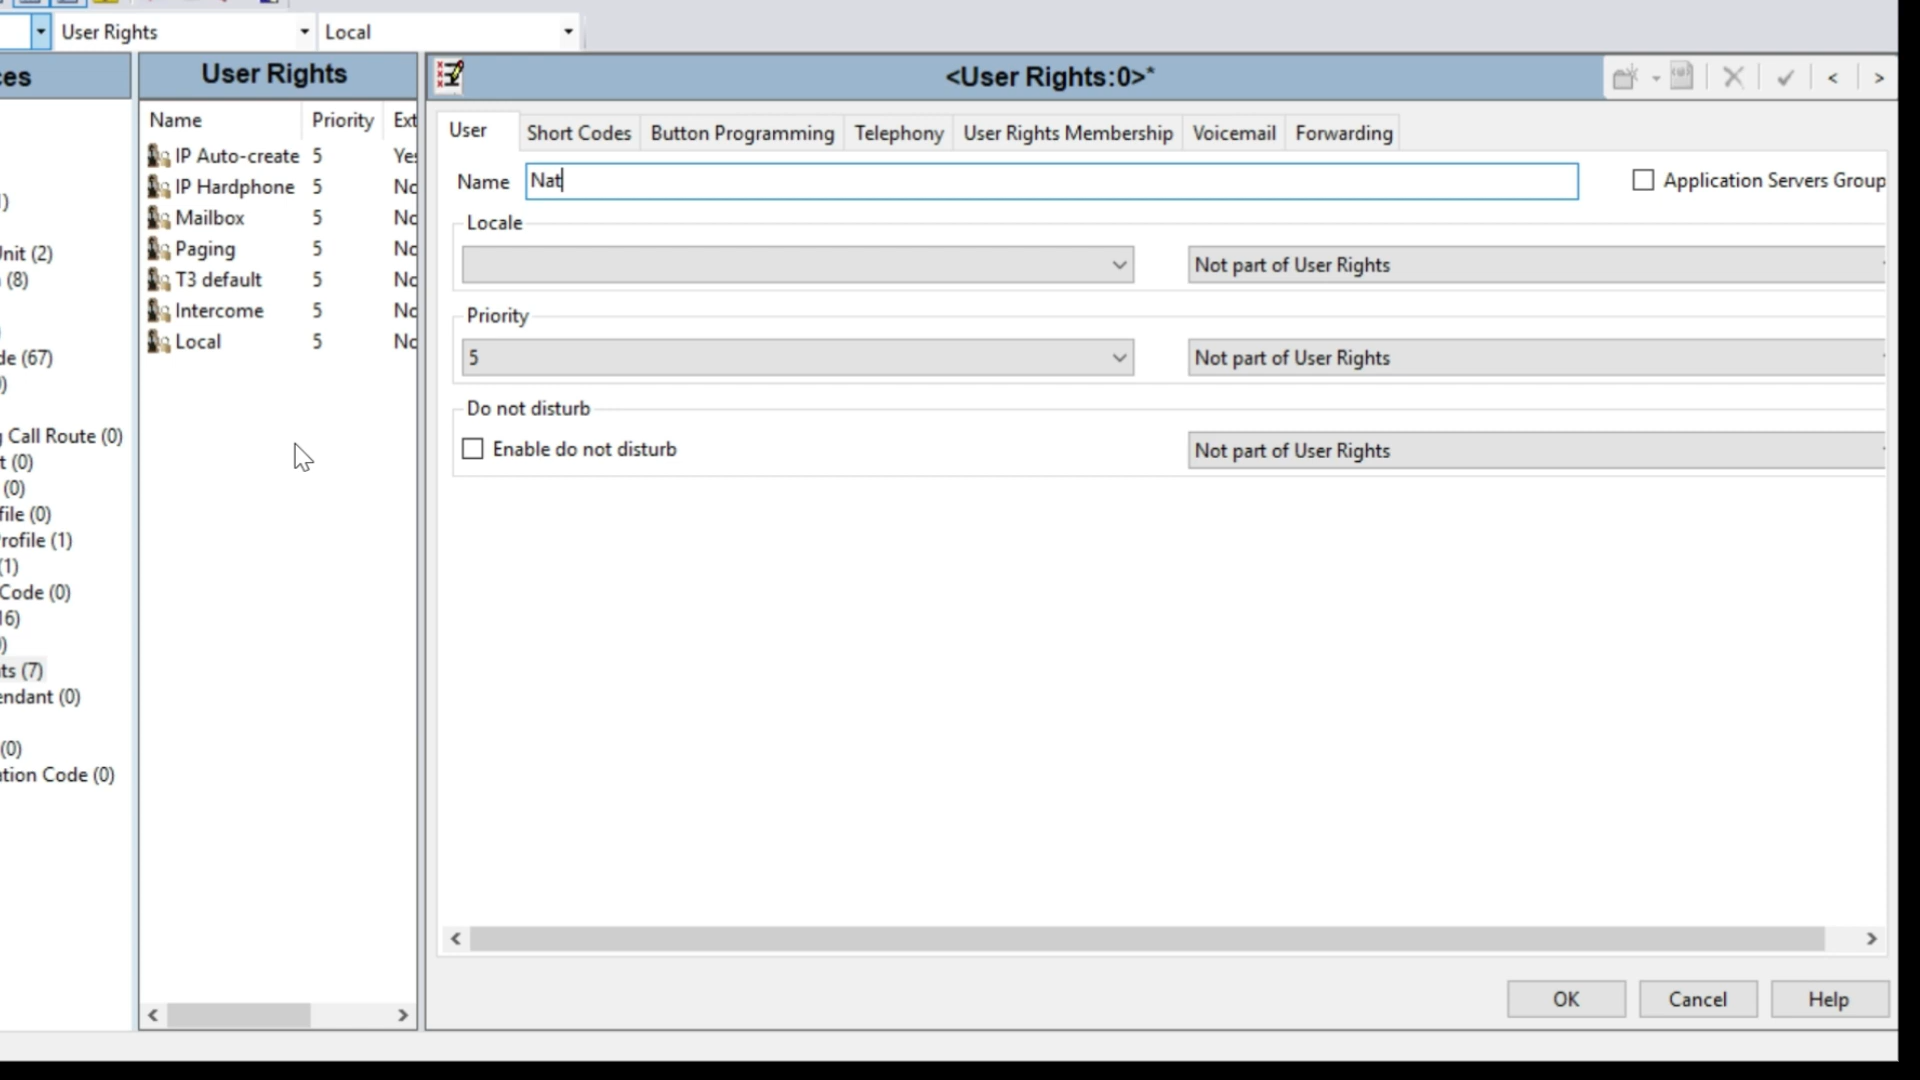 User Rights
Local
ces
User Rights
<User Rights:0>*
Name Priority Ext
IP Auto-create 5 Yes
IP Hardphone 5 No
Mailbox 5 No
Paging 5 No
T3 default 5 No
Intercome 5 No
Local 5 No
)
Jnit (2)
(8)
)
de (67)
)
g Call Route (0)
t (0)
(0)
file (0)
rofile (1)
(1)
Code (0)
16)
)
ts (7)
endant (0)
(0)
ation Code (0)
User Short Codes Button Programming Telephony User Rights Membership Voicemail Forwarding
Name Nat Application Servers Group
Locale
Not part of User Rights
Priority
5 Not part of User Rights
Do not disturb
Enable do not disturb Not part of User Rights
OK Cancel Help